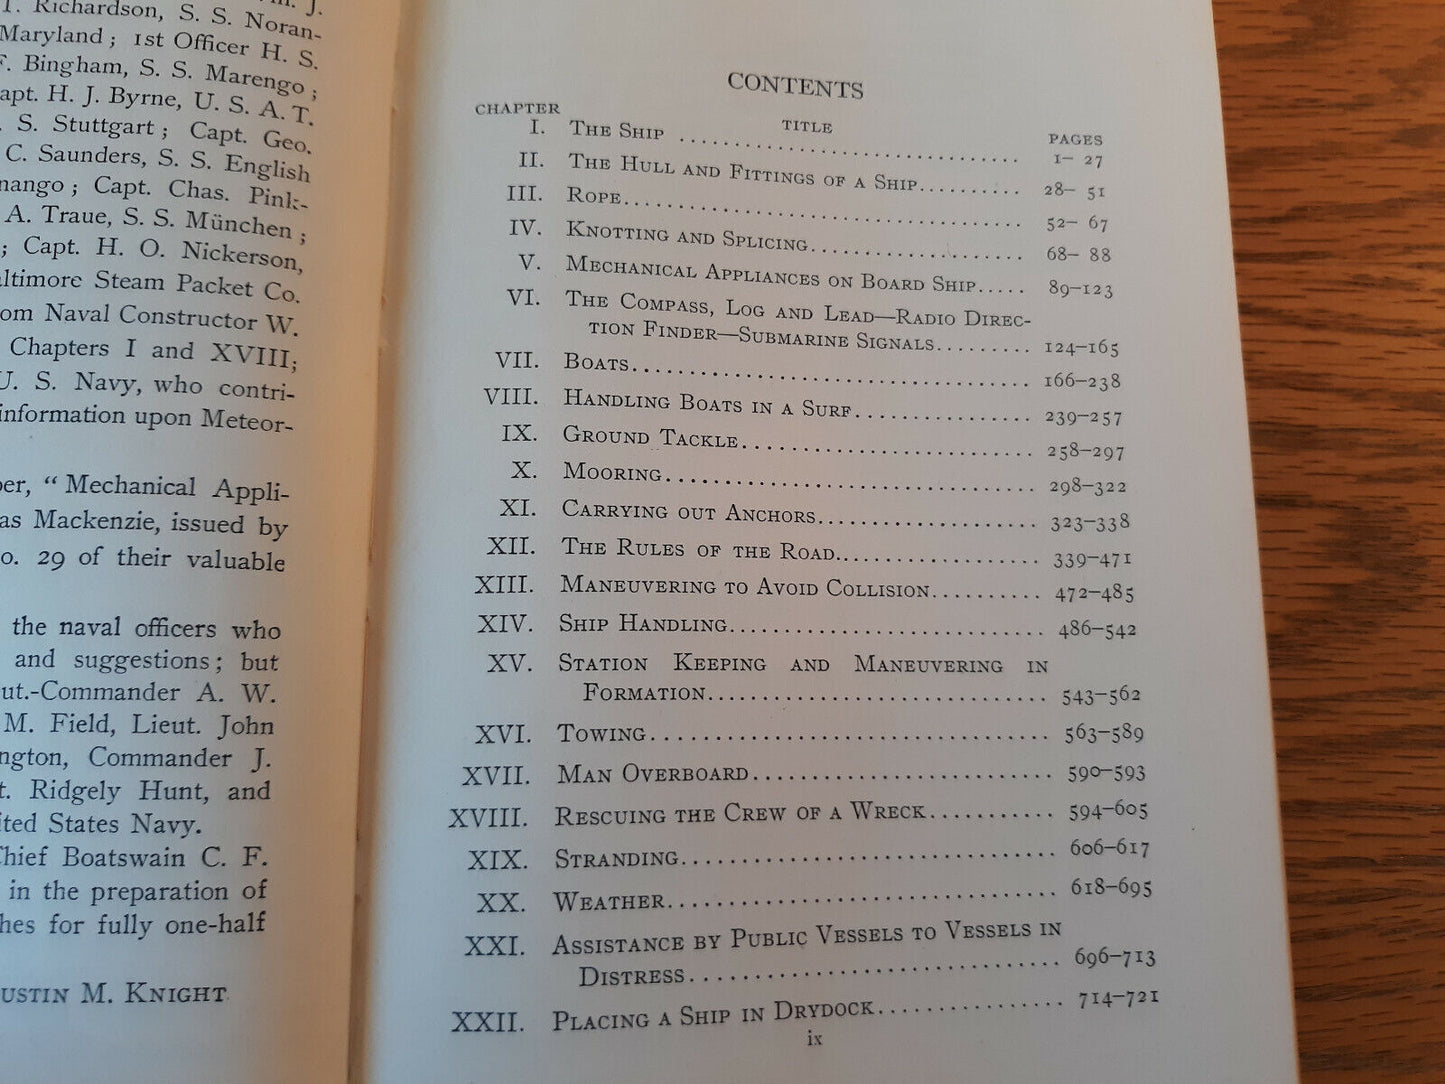 J.
T. Richardson, S. S. Noran-
Maryland; 1st Officer H. S.
F. Bingham, S. S. Marengo;
apt. H. J. Byrne, U. S. A. T.
S. Stuttgart; Capt. Geo.
C. Saunders, S. S. English
nango; Capt. Chas. Pink-
A. Traue, S. S. München;
; Capt. H. O. Nickerson,
altimore Steam Packet Co.
om Naval Constructor W.
Chapters I and XVIII;
U. S. Navy, who contri-
information upon Meteor-
per, "Mechanical Appli-
as Mackenzie, issued by
o. 29 of their valuable
the naval officers who
and suggestions; but
ut.-Commander A. W.
M. Field, Lieut. John
ngton, Commander J.
t. Ridgely Hunt, and
ited States Navy.
Chief Boatswain C. F.
in the preparation of
hes for fully one-half
USTIN M. KNIGHT
CONTENTS
CHAPTER TITLE PAGES
I. THE SHIP ........................ 1– 27
II. THE HULL AND FITTINGS OF A SHIP.......... 28– 51
III. ROPE........................ 52– 67
IV. KNOTTING AND SPLICING.................. 68– 88
V. MECHANICAL APPLIANCES ON BOARD SHIP..... 89–123
VI. THE COMPASS, LOG AND LEAD—RADIO DIREC-
TION FINDER—SUBMARINE SIGNALS......... 124–165
VII. BOATS........................ 166–238
VIII. HANDLING BOATS IN A SURF................ 239–257
IX. GROUND TACKLE........................ 258–297
X. MOORING........................ 298–322
XI. CARRYING OUT ANCHORS.................... 323–338
XII. THE RULES OF THE ROAD.................. 339–471
XIII. MANEUVERING TO AVOID COLLISION.......... 472–485
XIV. SHIP HANDLING........................ 486–542
XV. STATION KEEPING AND MANEUVERING IN
FORMATION........................ 543–562
XVI. TOWING........................ 563–589
XVII. MAN OVERBOARD........................ 590–593
XVIII. RESCUING THE CREW OF A WRECK........... 594–605
XIX. STRANDING........................ 606–617
XX. WEATHER........................ 618–695
XXI. ASSISTANCE BY PUBLIC VESSELS TO VESSELS IN
DISTRESS........................ 696–713
XXII. PLACING A SHIP IN DRYDOCK................ 714–721
ix